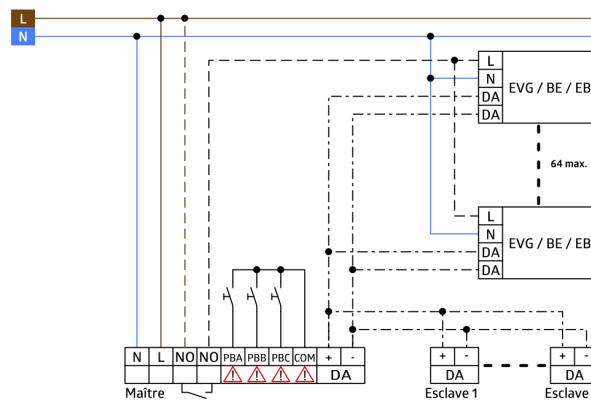 L
N
L
N
DA
DA
EVG / BE / EB
64 max.
L
N
DA
DA
EVG / BE / EB
N L NO NO PBA PBB PBC COM + -
DA
Maître
+ -
DA
Esclave 1
+ -
DA
Esclave